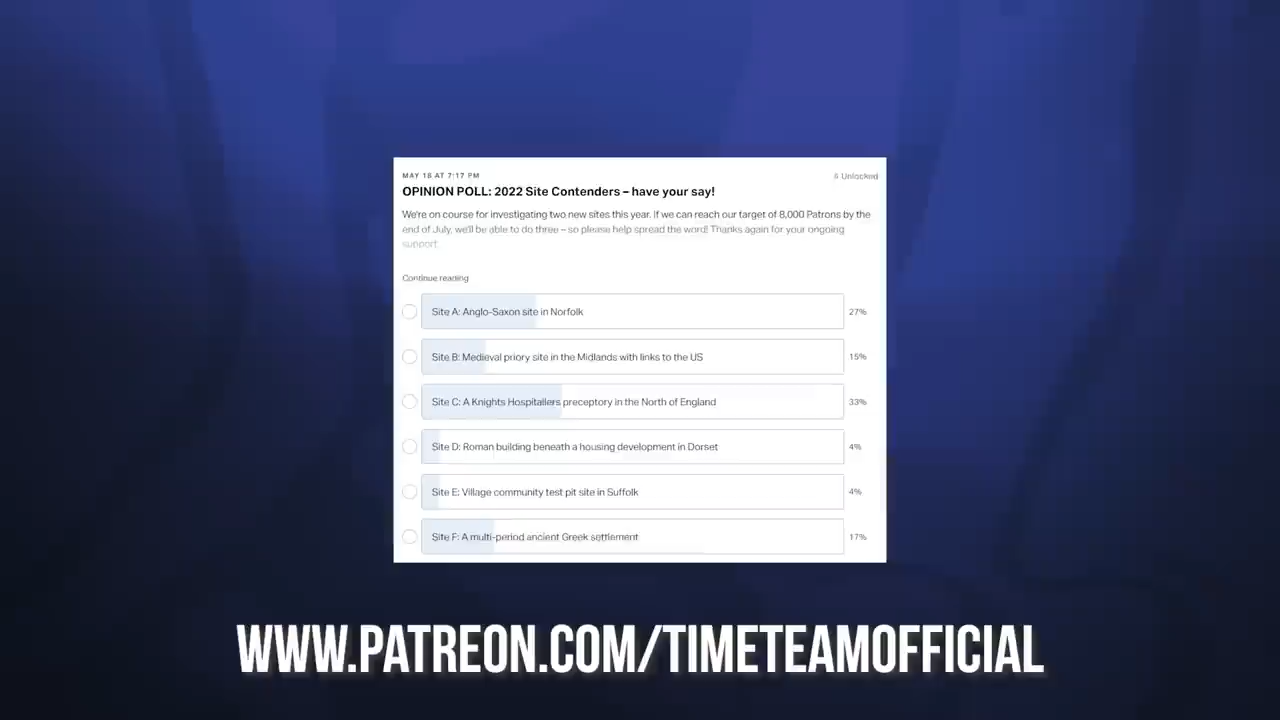 MAY 18 AT 7:17 PM
Unlocked
OPINION POLL: 2022 Site Contenders – have your say!
We're on course for investigating two new sites this year. If we can reach our target of 8,000 Patrons by the
end of July, we'll be able to do three – so please help spread the word! Thanks again for your ongoing
support
Continue reading
Site A: Anglo-Saxon site in Norfolk 27%
Site B: Medieval priory site in the Midlands with links to the US 15%
Site C: A Knights Hospitallers preceptory in the North of England 33%
Site D: Roman building beneath a housing development in Dorset 4%
Site E: Village community test pit site in Suffolk 4%
Site F: A multi-period ancient Greek settlement 17%
WWW.PATREON.COM/TIMETEAMOFFICIAL